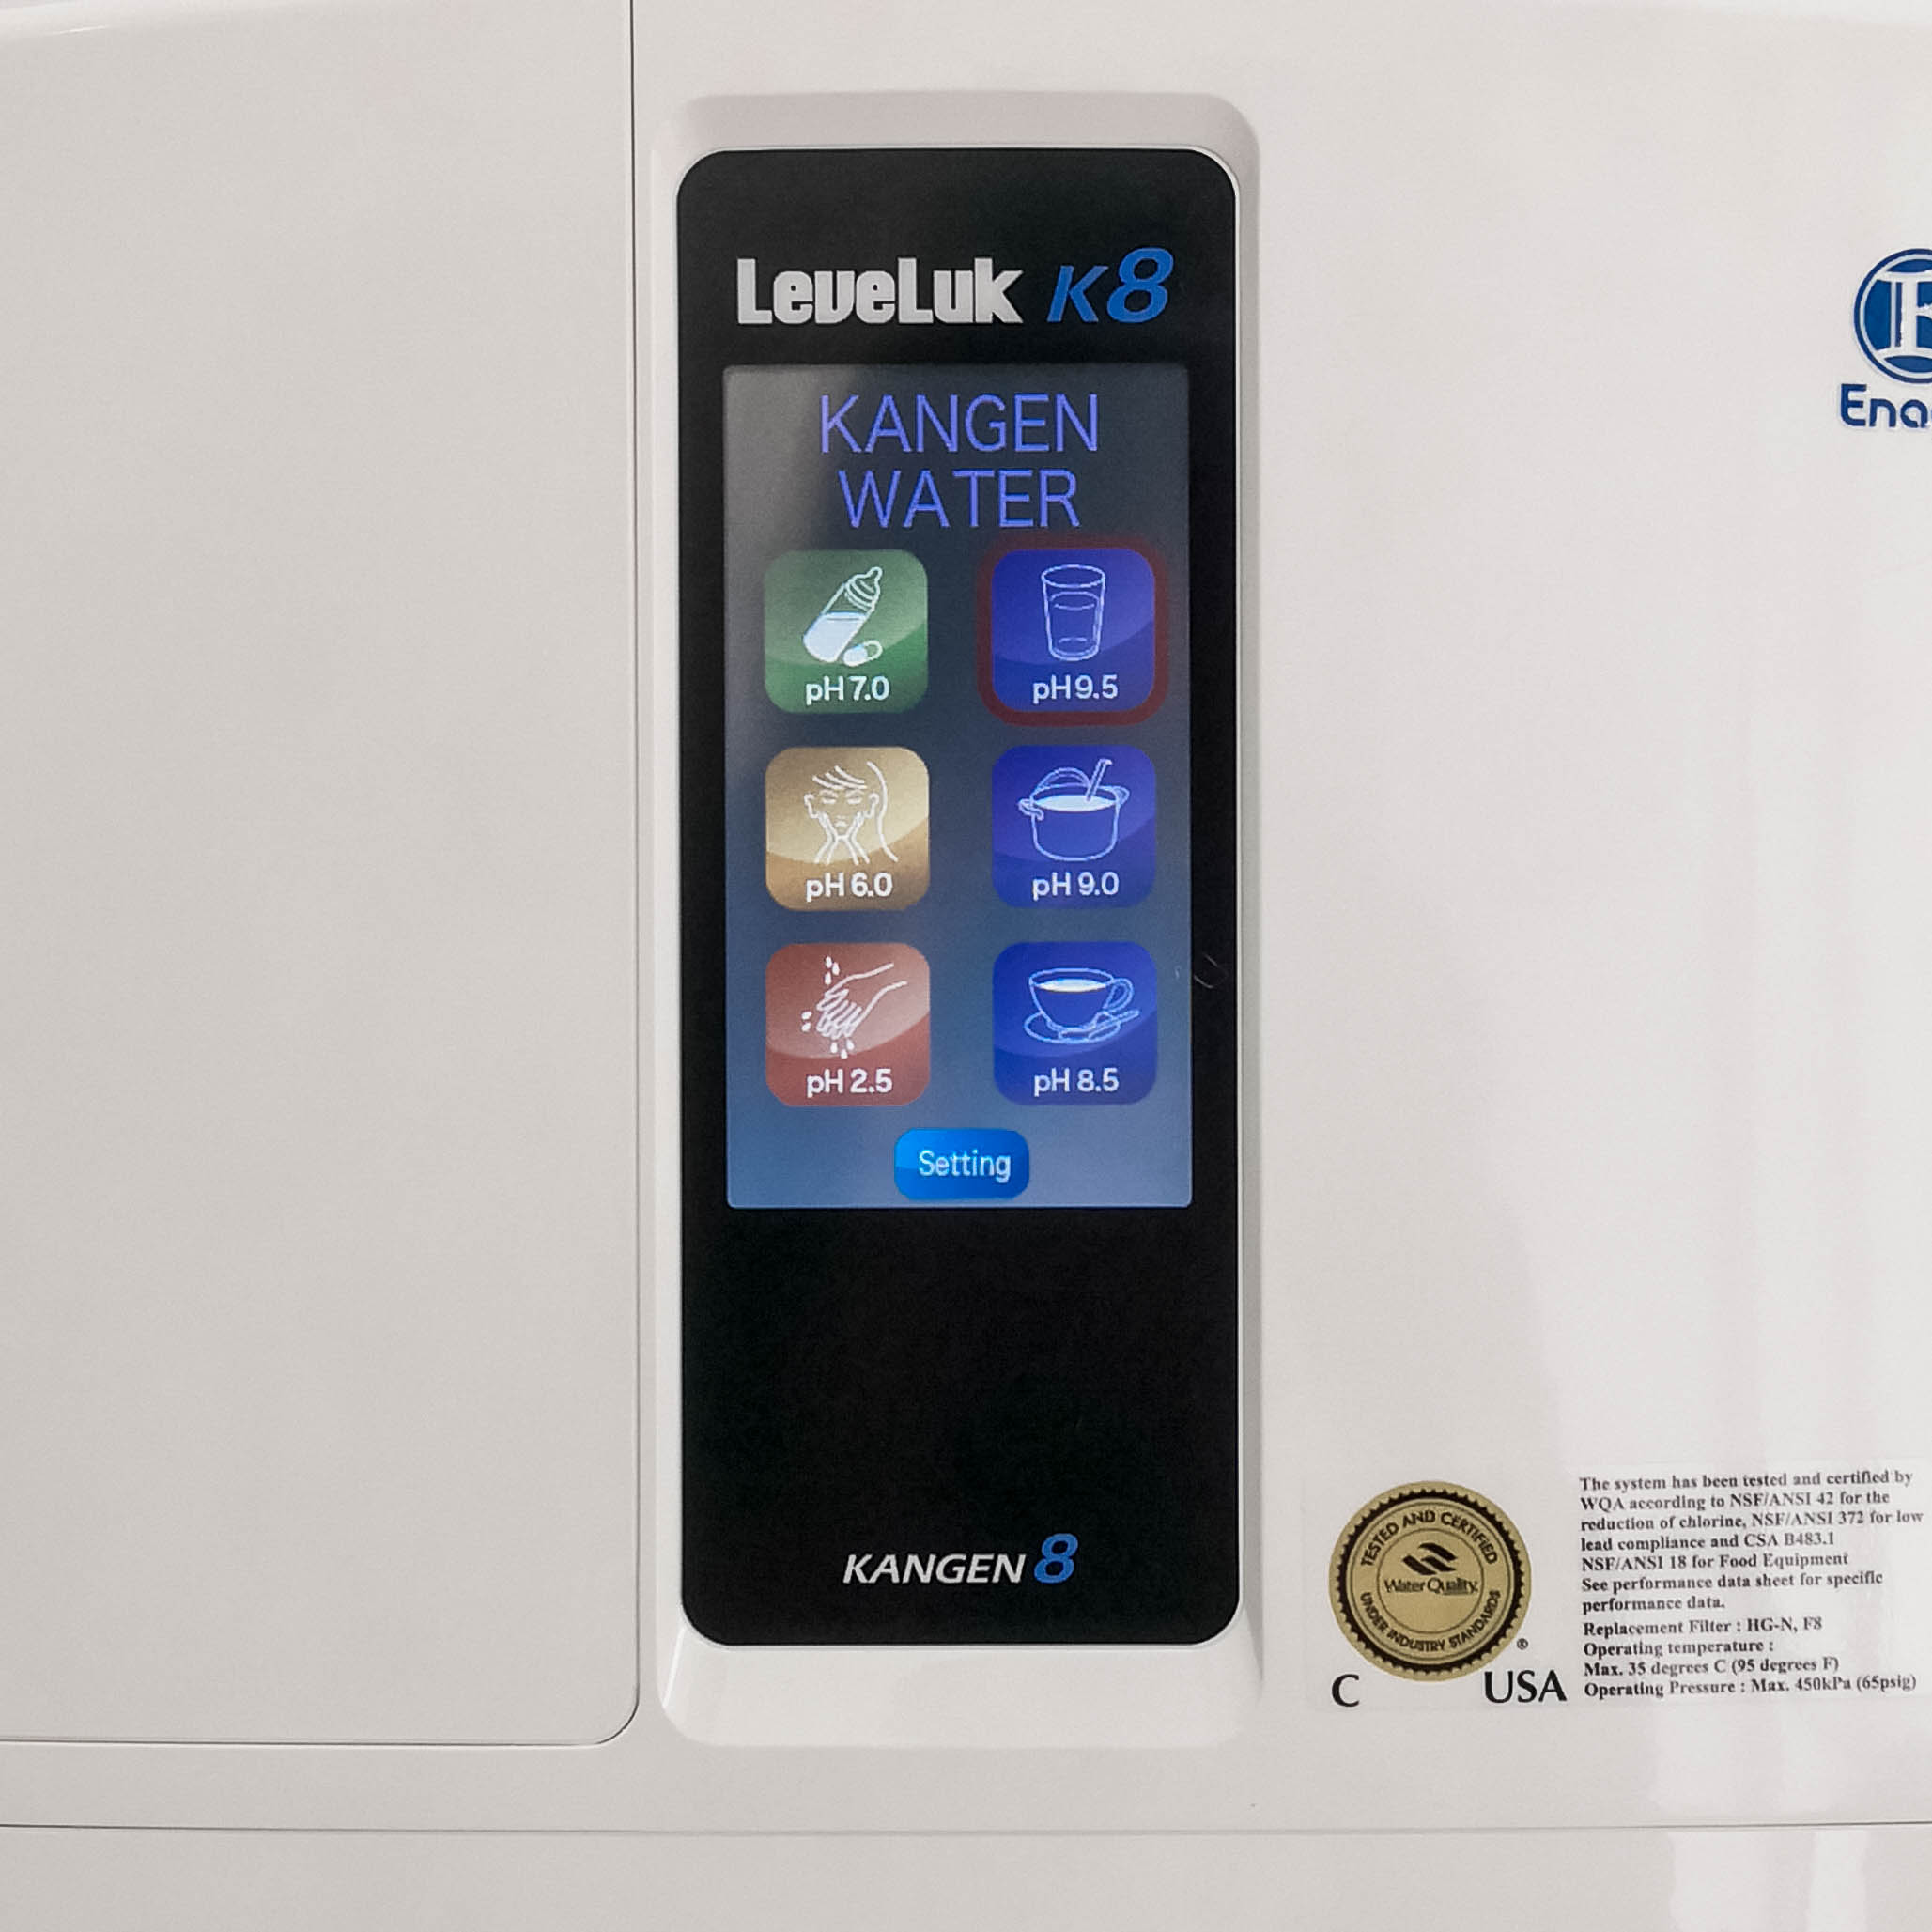 LeveLuk K8
KANGEN
WATER
pH 7.0
pH 9.5
pH 6.0
pH 9.0
pH 2.5
pH 8.5
Setting
KANGEN 8
E
Ena
TESTED AND CERTIFIED
Water Quality
UNDER INDUSTRY STANDARDS
®
C USA
The system has been tested and certified by
WQA according to NSF/ANSI 42 for the
reduction of chlorine, NSF/ANSI 372 for low
lead compliance and CSA B483.1
NSF/ANSI 18 for Food Equipment
See performance data sheet for specific
performance data.
Replacement Filter : HG-N, F8
Operating temperature :
Max. 35 degrees C (95 degrees F)
Operating Pressure : Max. 450kPa (65psig)